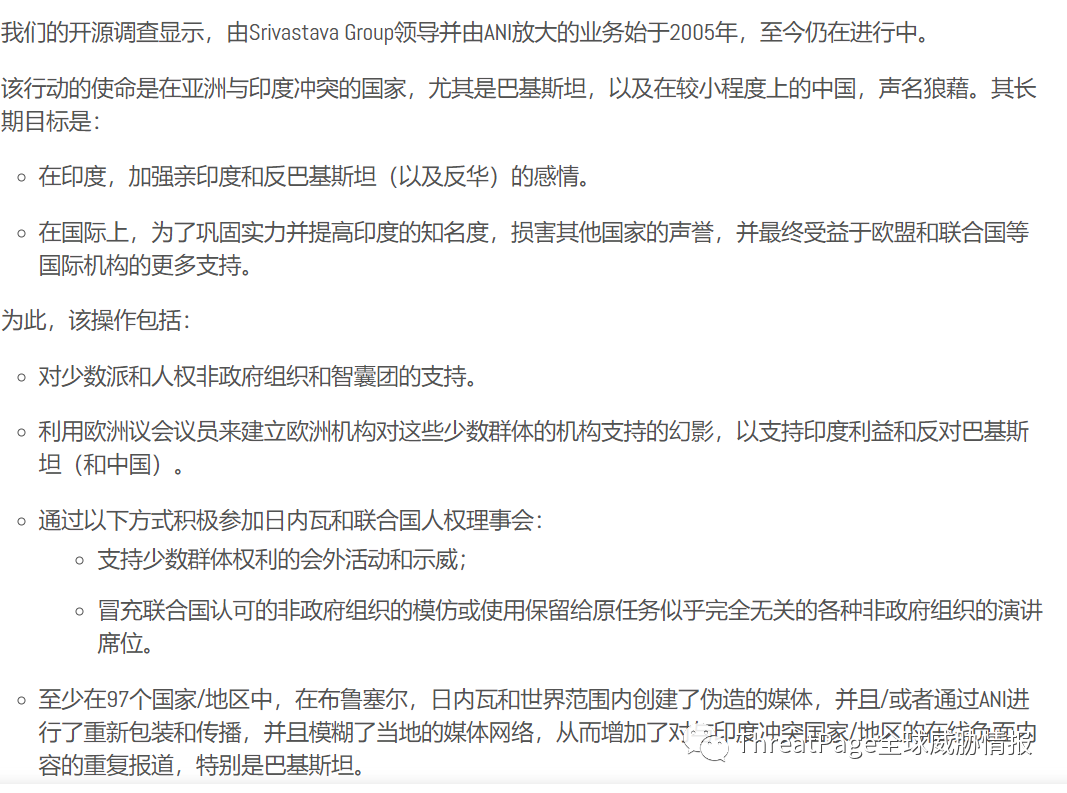 我们的开源调查显示，由Srivastava Group领导并由ANI放大的业务始于2005年，至今仍在进行中。
该行动的使命是在亚洲与印度冲突的国家，尤其是巴基斯坦，以及在较小程度上的中国，声名狼藉。其长
期目标是：
在印度，加强亲印度和反巴基斯坦（以及反华）的感情。
在国际上，为了巩固实力并提高印度的知名度，损害其他国家的声誉，并最终受益于欧盟和联合国等
国际机构的更多支持。
为此，该操作包括：
对少数派和人权非政府组织和智囊团的支持。
利用欧洲议会议员来建立欧洲机构对这些少数群体的机构支持的幻影，以支持印度利益和反对巴基斯
坦（和中国）。
通过以下方式积极参加日内瓦和联合国人权理事会：
支持少数群体权利的会外活动和示威；
冒充联合国认可的非政府组织的模仿或使用保留给原任务似乎完全无关的各种非政府组织的演讲
席位。
至少在97个国家/地区中，在布鲁塞尔，日内瓦和世界范围内创建了伪造的媒体，并且/或者通过ANI进
行了重新包装和传播，并且模糊了当地的媒体网络，从而增加了对与印度冲突国家/地区的在线负面内
容的重复报道，特别是巴基斯坦。
ThreatPage全球威胁情报